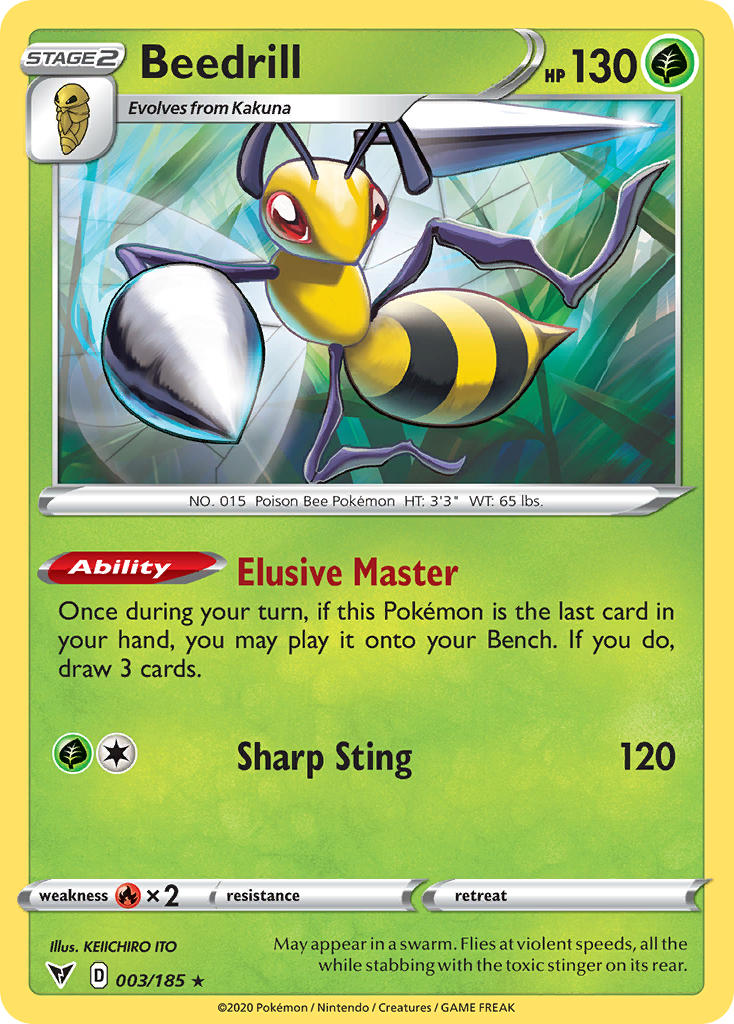 STAGE2
Beedrill
HP 130
Evolves from Kakuna
NO. 015 Poison Bee Pokémon HT: 3'3" WT: 65 lbs.
Ability Elusive Master
Once during your turn, if this Pokémon is the last card in
your hand, you may play it onto your Bench. If you do,
draw 3 cards.
Sharp Sting 120
weakness ×2 resistance retreat
Illus. KEIICHIRO ITO
May appear in a swarm. Flies at violent speeds, all the
while stabbing with the toxic stinger on its rear.
D 003/185 ★
©2020 Pokémon / Nintendo / Creatures / GAME FREAK